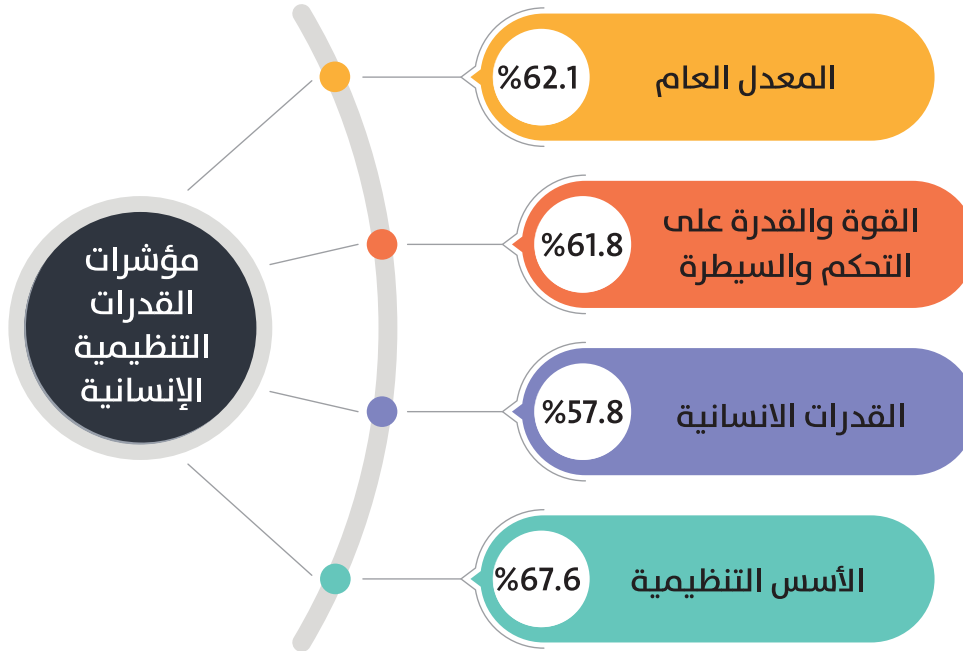 مؤشرات
القدرات
التنظيمية
الإنسانية
المعدل العام
%62.1
القوة والقدرة على
التحكم والسيطرة
%61.8
القدرات الانسانية
%57.8
الأسس التنظيمية
%67.6